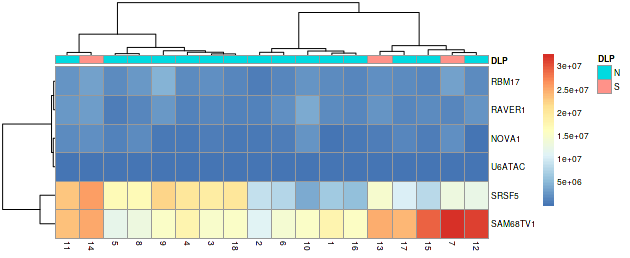 DLP
DLP
N
S
RBM17
RAVER1
NOVA1
U6ATAC
SRSF5
SAM68TV1
3e+07
2.5e+07
2e+07
1.5e+07
1e+07
5e+06
11 14 5 8 9 4 3 18 2 6 10 1 16 13 17 15 7 12